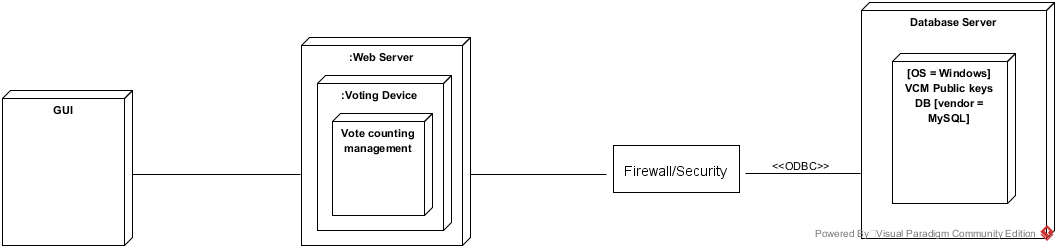 Database Server
:Web Server
[OS = Windows]
VCM Public keys
DB [vendor =
MySQL]
:Voting Device
GUI
Vote counting
management
Firewall/Security
<<ODBC>>
Powered By Visual Paradigm Community Edition